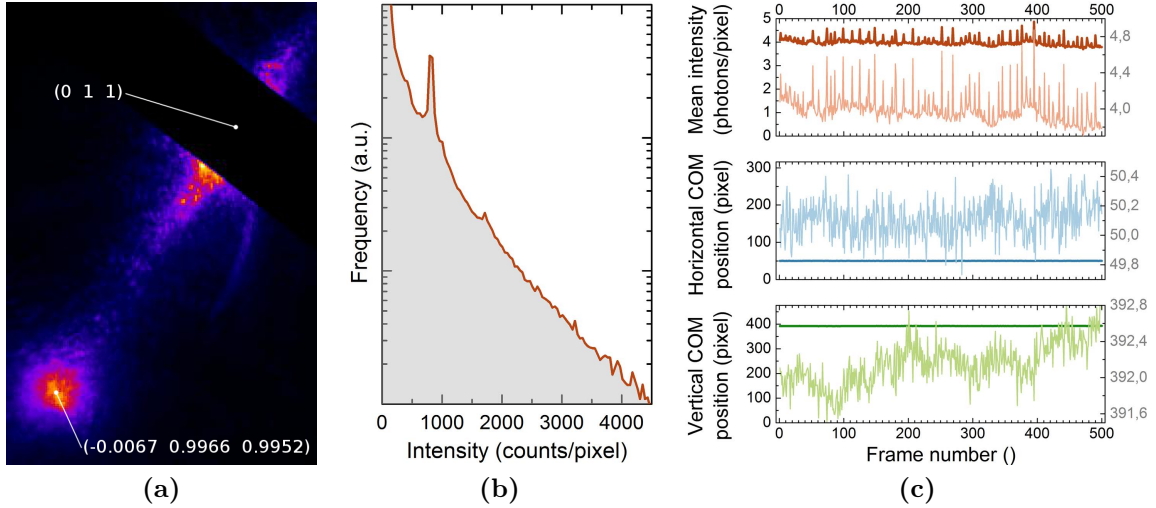 (0 1 1)
(-0.0067 0.9966 0.9952)
(a)
Frequency (a.u.)
0 1000 2000 3000 4000
Intensity (counts/pixel)
(b)
0 100 200 300 400 500
Mean intensity
(photons/pixel)
5
4
3
2
1
0
4,8
4,4
4,0
Horizontal COM
position (pixel)
300
200
100
0
50,4
50,2
50,0
49,8
Vertical COM
position (pixel)
400
300
200
100
0
392,8
392,4
392,0
391,6
0 100 200 300 400 500
Frame number ()
(c)